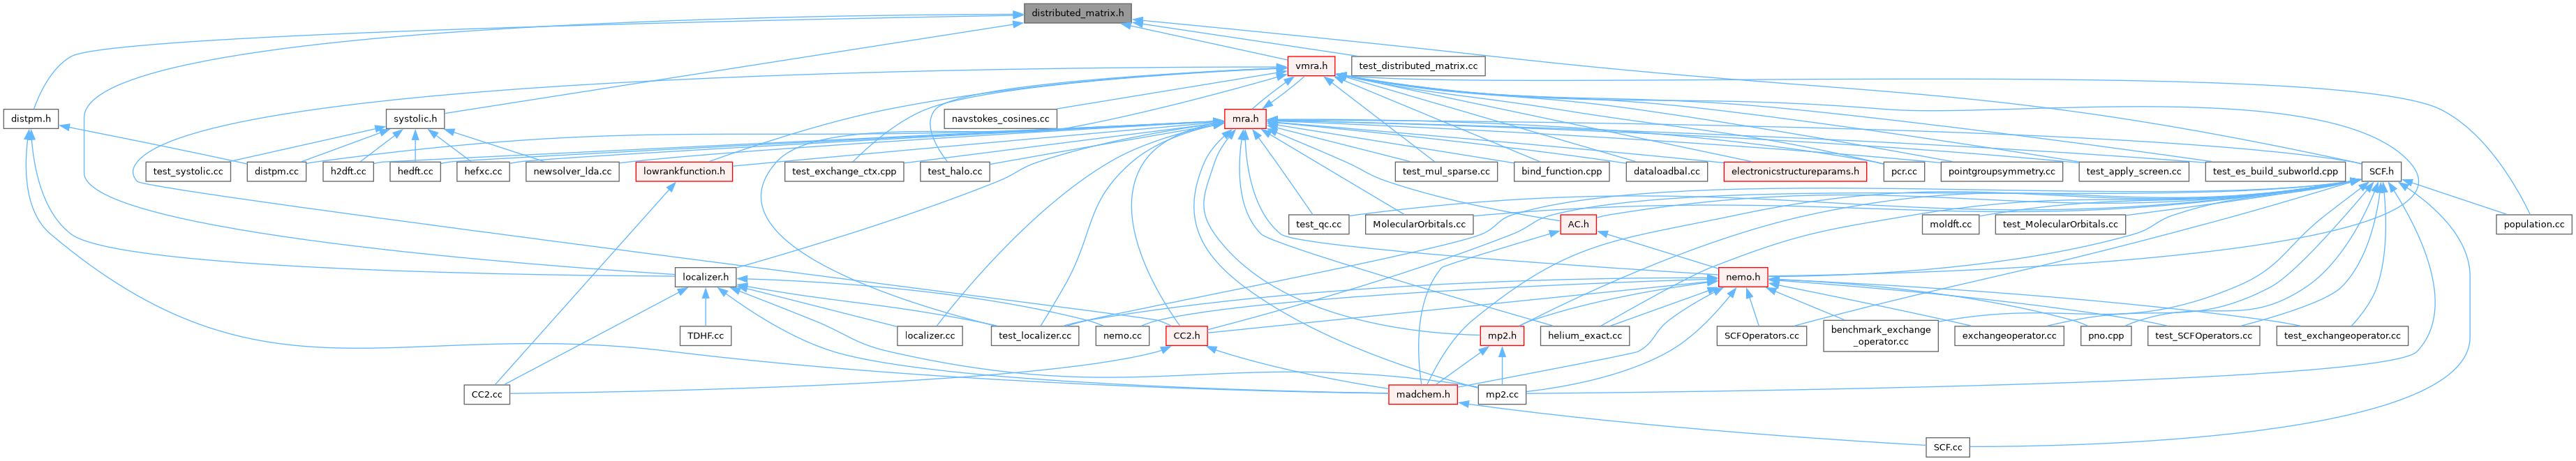 distributed_matrix.h
vmra.h
test_distributed_matrix.cc
distpm.h
systolic.h
navstokes_cosines.cc
mra.h
test_systolic.cc
distpm.cc
h2dft.cc
hedft.cc
hefxc.cc
newsolver_lda.cc
lowrankfunction.h
test_exchange_ctx.cpp
test_halo.cc
test_mul_sparse.cc
bind_function.cpp
dataloadbal.cc
electronicstructureparams.h
pcr.cc
pointgroupsymmetry.cc
test_apply_screen.cc
test_es_build_subworld.cpp
SCF.h
test_qc.cc
MolecularOrbitals.cc
AC.h
moldft.cc
test_MolecularOrbitals.cc
population.cc
localizer.h
nemo.h
TDHF.cc
localizer.cc
test_localizer.cc
nemo.cc
CC2.h
mp2.h
helium_exact.cc
SCFOperators.cc
benchmark_exchange
_operator.cc
exchangeoperator.cc
pno.cpp
test_SCFOperators.cc
test_exchangeoperator.cc
CC2.cc
madchem.h
mp2.cc
SCF.cc